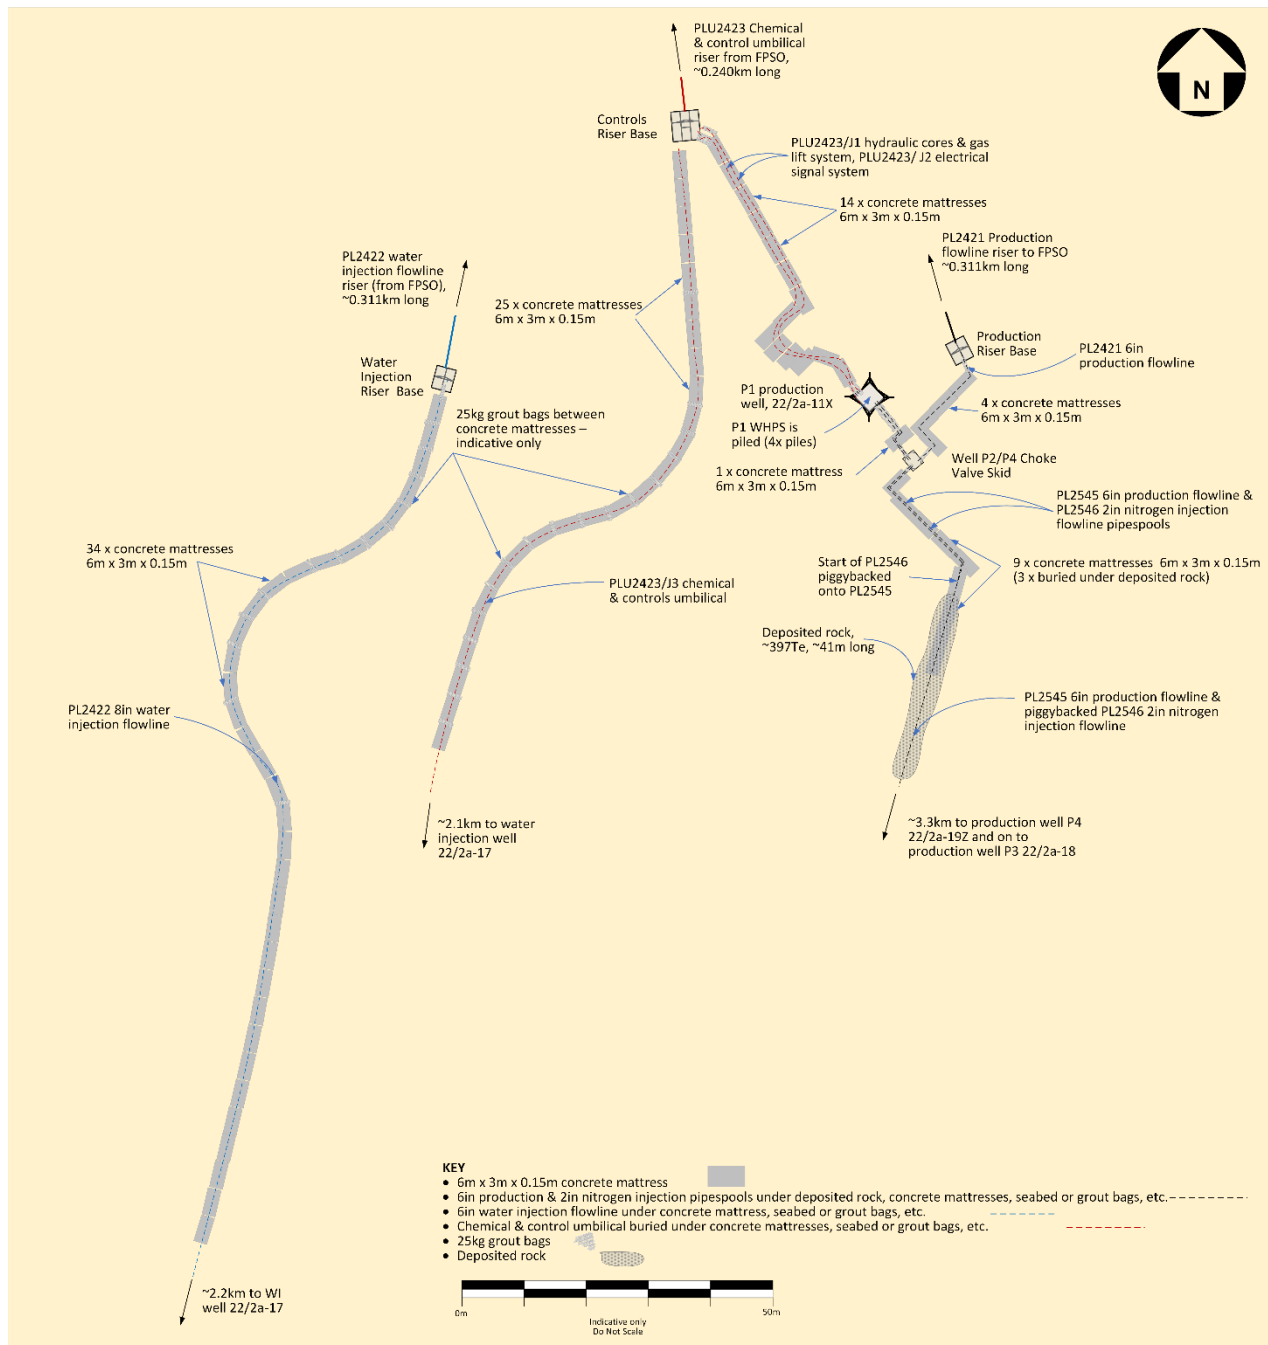 PLU2423 Chemical
& control umbilical
riser from FPSO,
~0.240km long
N
Controls
Riser Base
PLU2423/J1 hydraulic cores & gas
lift system, PLU2423/ J2 electrical
signal system
14 x concrete mattresses
6m x 3m x 0.15m
PL2421 Production
flowline riser to FPSO
~0.311km long
PL2422 water
injection flowline
riser (from FPSO),
~0.311km long
25 x concrete mattresses
6m x 3m x 0.15m
Production
Riser Base
PL2421 6in
production flowline
Water
Injection
Riser Base
P1 production
well, 22/2a-11X
4 x concrete mattresses
6m x 3m x 0.15m
25kg grout bags between
concrete mattresses –
indicative only
P1 WHPS is
piled (4x piles)
Well P2/P4 Choke
Valve Skid
1 x concrete mattress
6m x 3m x 0.15m
PL2545 6in production flowline &
PL2546 2in nitrogen injection
flowline pipespools
34 x concrete mattresses
6m x 3m x 0.15m
Start of PL2546
piggybacked
onto PL2545
9 x concrete mattresses 6m x 3m x 0.15m
(3 x buried under deposited rock)
PLU2423/J3 chemical
& controls umbilical
Deposited rock,
~397Te, ~41m long
PL2545 6in production flowline &
piggybacked PL2546 2in nitrogen
injection flowline
PL2422 8in water
injection flowline
~2.1km to water
injection well
22/2a-17
~3.3km to production well P4
22/2a-19Z and on to
production well P3 22/2a-18
KEY
• 6m x 3m x 0.15m concrete mattress
• 6in production & 2in nitrogen injection pipespools under deposited rock, concrete mattresses, seabed or grout bags, etc.
• 6in water injection flowline under concrete mattress, seabed or grout bags, etc.
• Chemical & control umbilical buried under concrete mattresses, seabed or grout bags, etc.
• 25kg grout bags
• Deposited rock
0m
50m
Indicative only
Do Not Scale
~2.2km to WI
well 22/2a-17